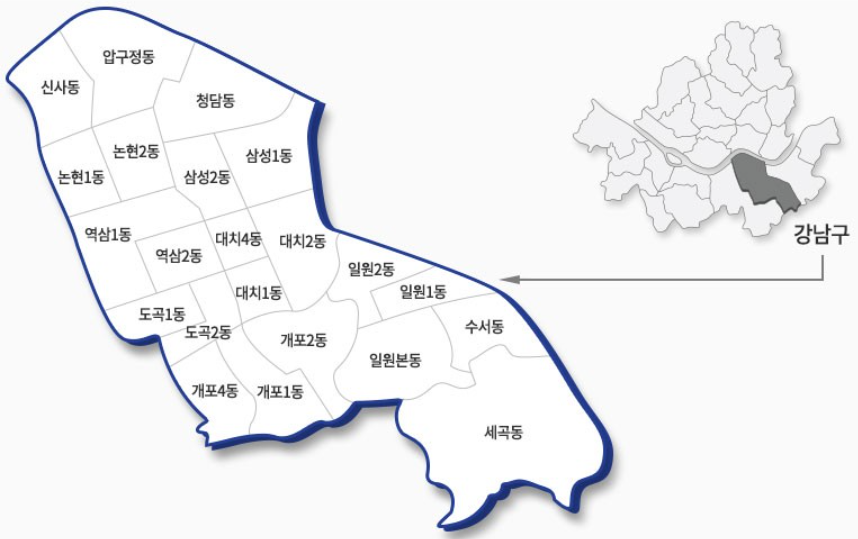 압구정동
신사동
청담동
논현2동
삼성1동
논현1동
삼성2동
역삼1동
대치4동
대치2동
역삼2동
일원2동
대치1동
일원1동
도곡1동
도곡2동
수서동
개포2동
일원본동
개포4동
개포1동
세곡동
강남구